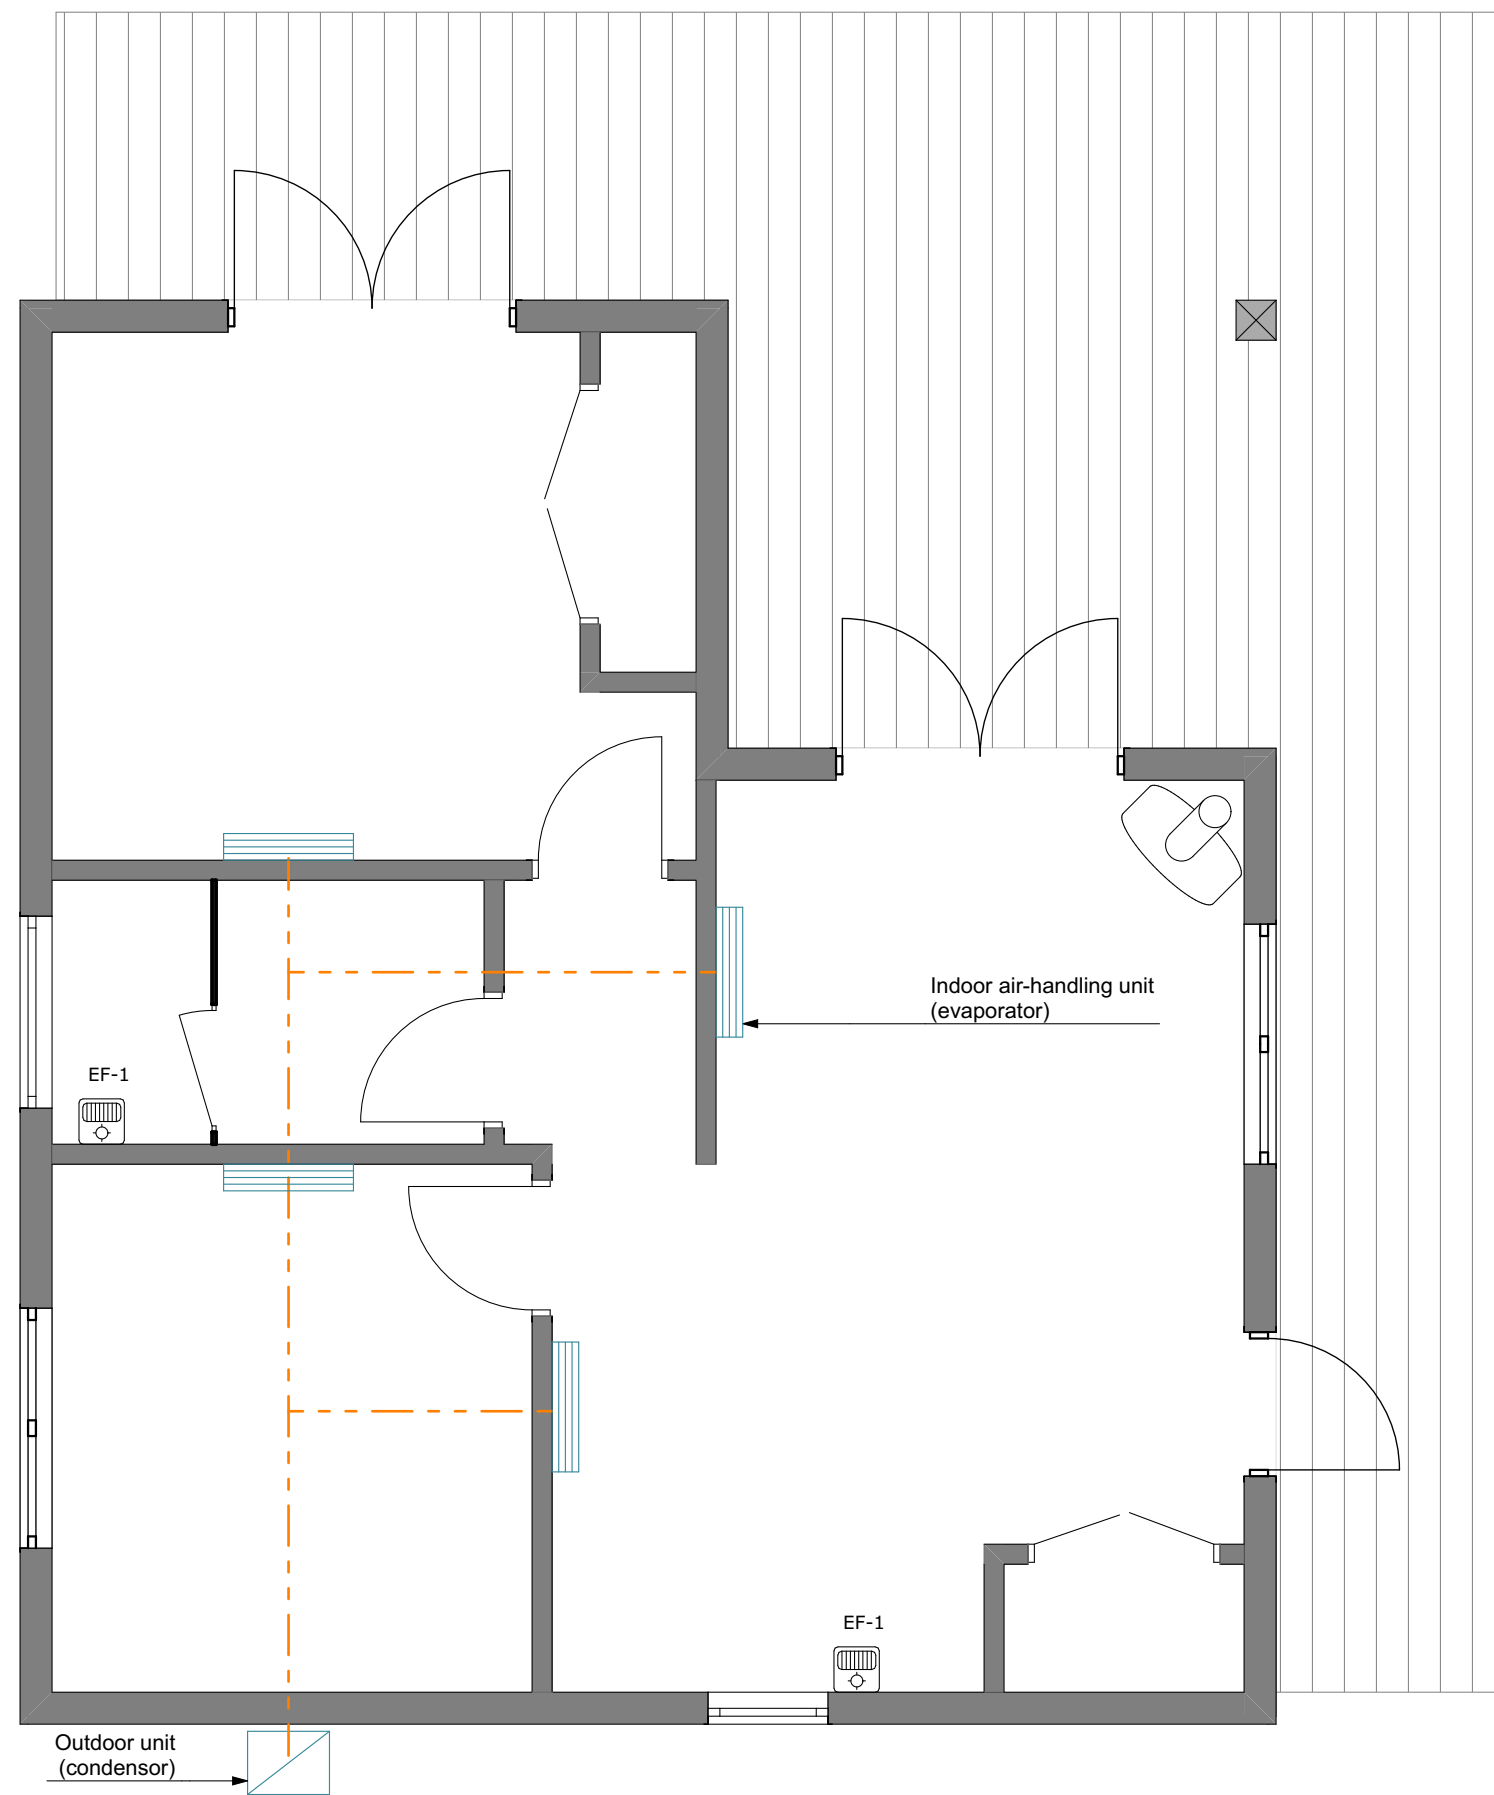 Indoor air-handling unit
(evaporator)
EF-1
EF-1
Outdoor unit
(condensor)